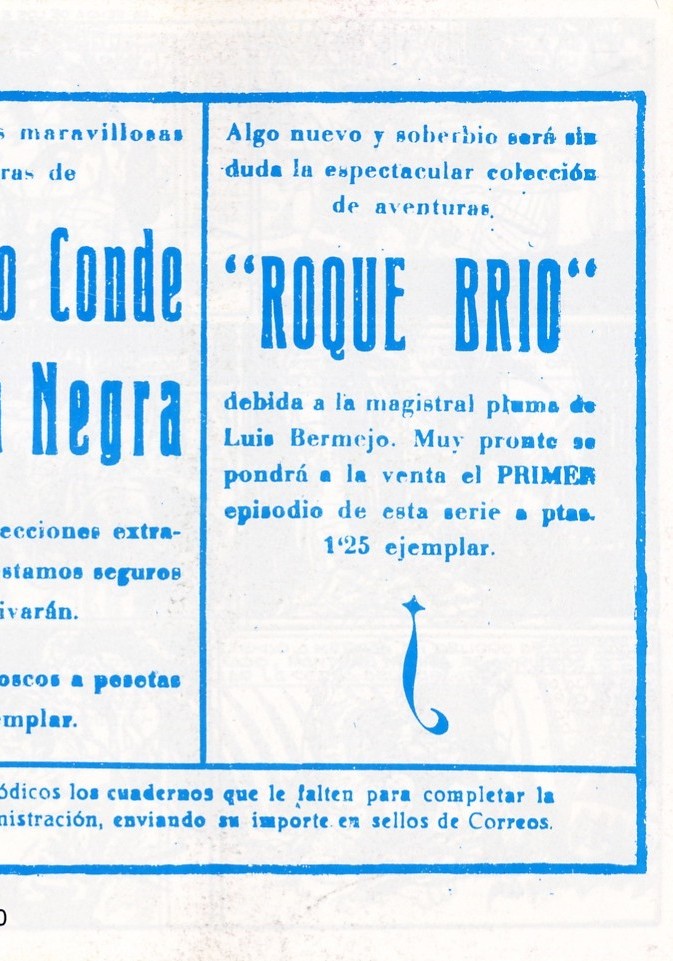 s maravillosas
ras de
o Conde
a Negra
ecciones extra-
stamos seguros
ivarán.
oscos a pesetas
emplar.
Algo nuevo y soberbio será sin
duda la espectacular colección
de aventuras.
“ROQUE BRIO“
debida a la magistral pluma de
Luis Bermejo. Muy pronto se
pondrá a la venta el PRIMER
episodio de esta serie a ptas.
1‘25 ejemplar.
ódicos los cuadernos que le falten para completar la
nistración, enviando su importe en sellos de Correos.
0